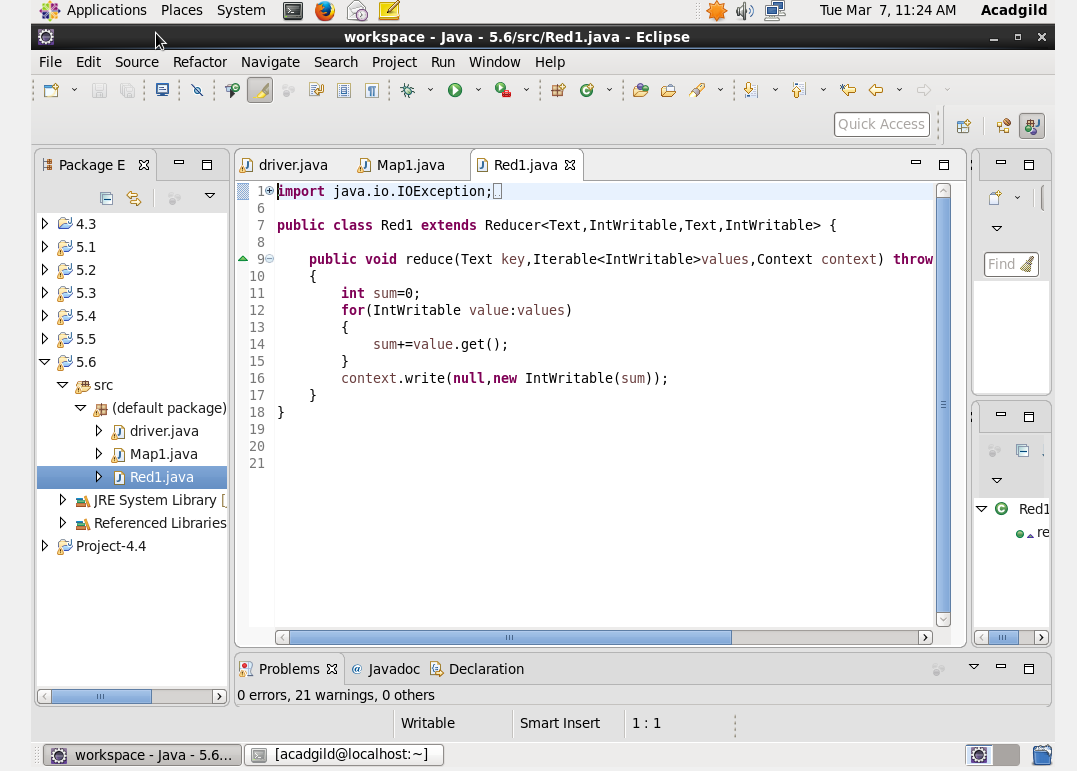 Applications Places System Tue Mar 7, 11:24 AM Acadgild
workspace - Java - 5.6/src/Red1.java - Eclipse
File Edit Source Refactor Navigate Search Project Run Window Help
Quick Access
Package E
4.3
5.1
5.2
5.3
5.4
5.5
5.6
src
(default package)
driver.java
Map1.java
Red1.java
JRE System Library [
Referenced Libraries
Project-4.4
driver.java Map1.java Red1.java
1 import java.io.IOException;
6
7 public class Red1 extends Reducer<Text,IntWritable,Text,IntWritable> {
8
9 public void reduce(Text key,Iterable<IntWritable>values,Context context) throw
10 {
11 int sum=0;
12 for(IntWritable value:values)
13 {
14 sum+=value.get();
15 }
16 context.write(null,new IntWritable(sum));
17 }
18 }
19
20
21
Find
Red1
re
Problems @ Javadoc Declaration
0 errors, 21 warnings, 0 others
Writable Smart Insert 1 : 1
workspace - Java - 5.6... [acadgild@localhost:~]